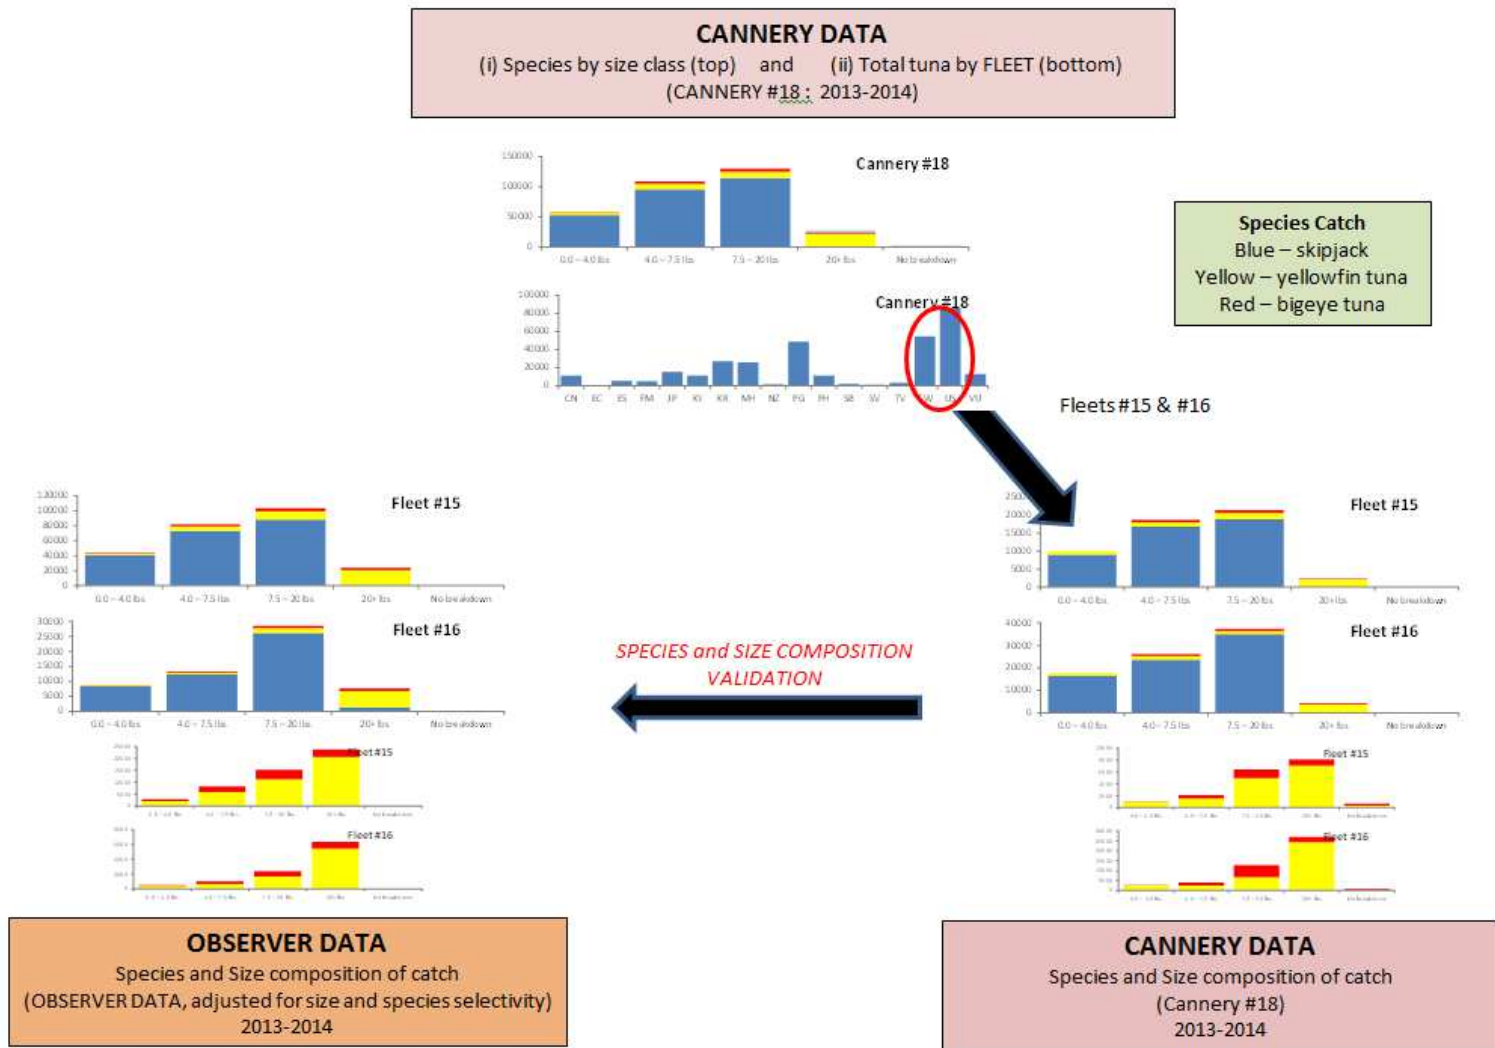 CANNERY DATA
(i) Species by size class (top) and (ii) Total tuna by FLEET (bottom)
(CANNERY #18 : 2013-2014)
Cannery #18
150000
100000
50000
0
0.0 – 4.0 lbs 4.0 – 7.5 lbs 7.5 – 20 lbs 20+ lbs No breakdown
Species Catch
Blue – skipjack
Yellow – yellowfin tuna
Red – bigeye tuna
Cannery #18
100000
80000
60000
40000
20000
0
CN EC ES FM JP KI KR MH NZ PG PH SB SV TV US VU
Fleets #15 & #16
Fleet #15
120000
100000
80000
60000
40000
20000
0
0.0 – 4.0 lbs 4.0 – 7.5 lbs 7.5 – 20 lbs 20+ lbs No breakdown
Fleet #15
20000
15000
10000
5000
0
0.0 – 4.0 lbs 4.0 – 7.5 lbs 7.5 – 20 lbs 20+ lbs No breakdown
Fleet #16
30000
25000
20000
15000
10000
5000
0
0.0 – 4.0 lbs 4.0 – 7.5 lbs 7.5 – 20 lbs 20+ lbs No breakdown
SPECIES and SIZE COMPOSITION
VALIDATION
Fleet #16
40000
30000
20000
10000
0
0.0 – 4.0 lbs 4.0 – 7.5 lbs 7.5 – 20 lbs 20+ lbs No breakdown
Fleet #15
Fleet #16
Fleet #15
Fleet #16
OBSERVER DATA
Species and Size composition of catch
(OBSERVER DATA, adjusted for size and species selectivity)
2013-2014
CANNERY DATA
Species and Size composition of catch
(Cannery #18)
2013-2014